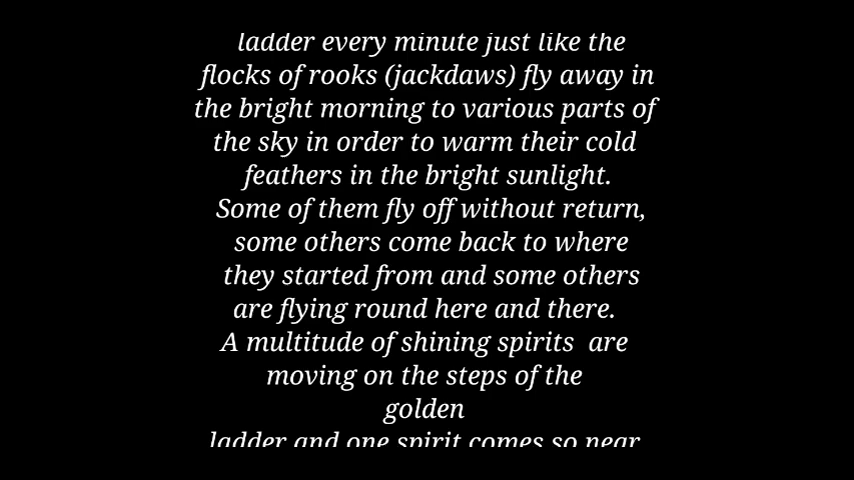 ladder every minute just like the
flocks of rooks (jackdaws) fly away in
the bright morning to various parts of
the sky in order to warm their cold
feathers in the bright sunlight.
Some of them fly off without return,
some others come back to where
they started from and some others
are flying round here and there.
A multitude of shining spirits are
moving on the steps of the
golden
ladder and one spirit comes so near